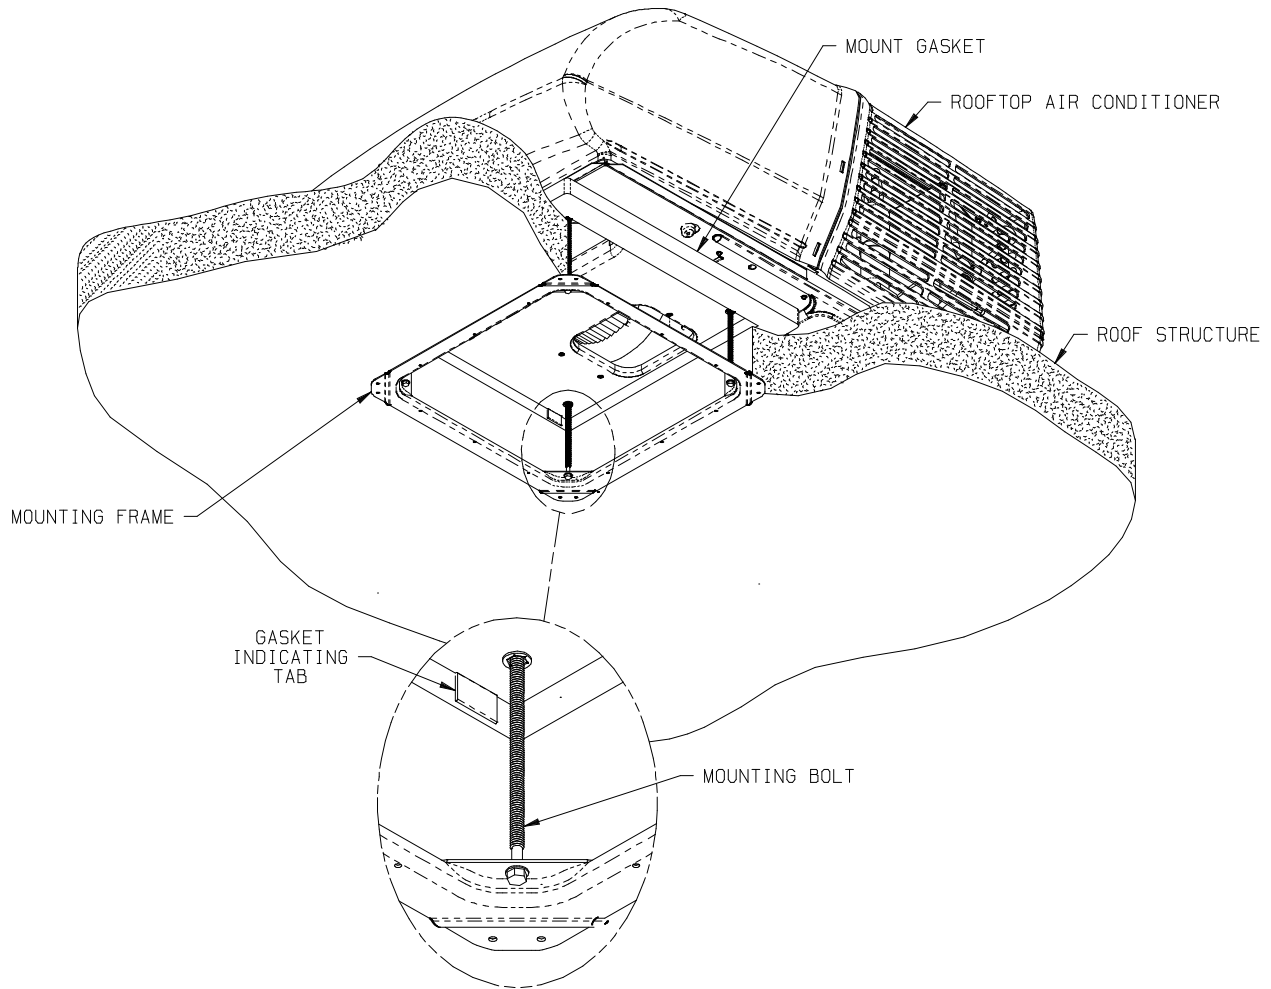 MOUNT GASKET
ROOFTOP AIR CONDITIONER
ROOF STRUCTURE
MOUNTING FRAME
GASKET
INDICATING
TAB
MOUNTING BOLT